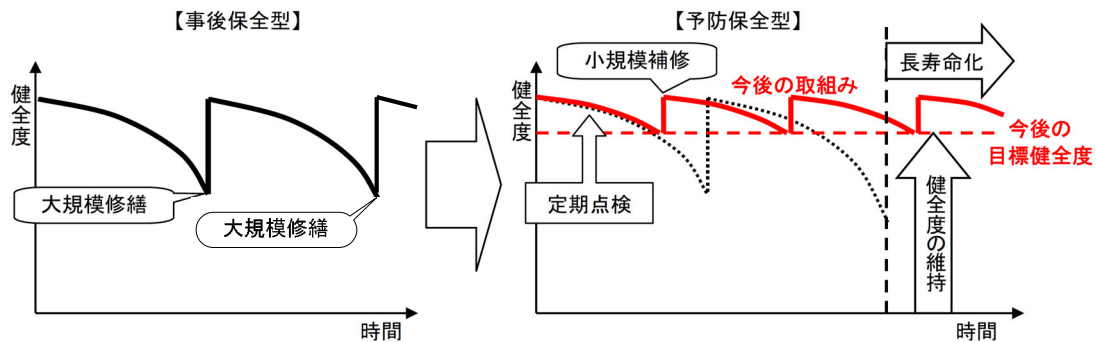 【事後保全型】
健全度
大規模修繕
大規模修繕
時間
【予防保全型】
長寿命化
小規模補修
今後の取組み
健全度
今後の
目標健全度
定期点検
健全度の維持
時間